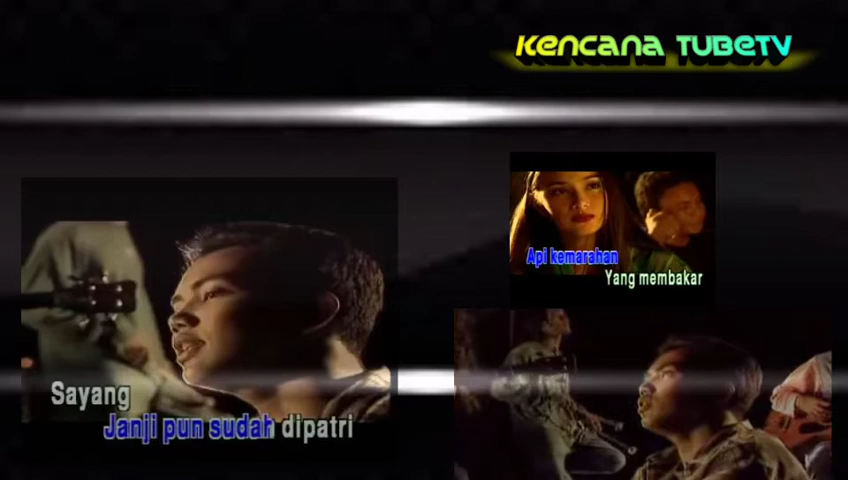 KENCANA TUBETV
Api kemarahan
Yang membakar
Sayang
Janji pun sudah dipatri